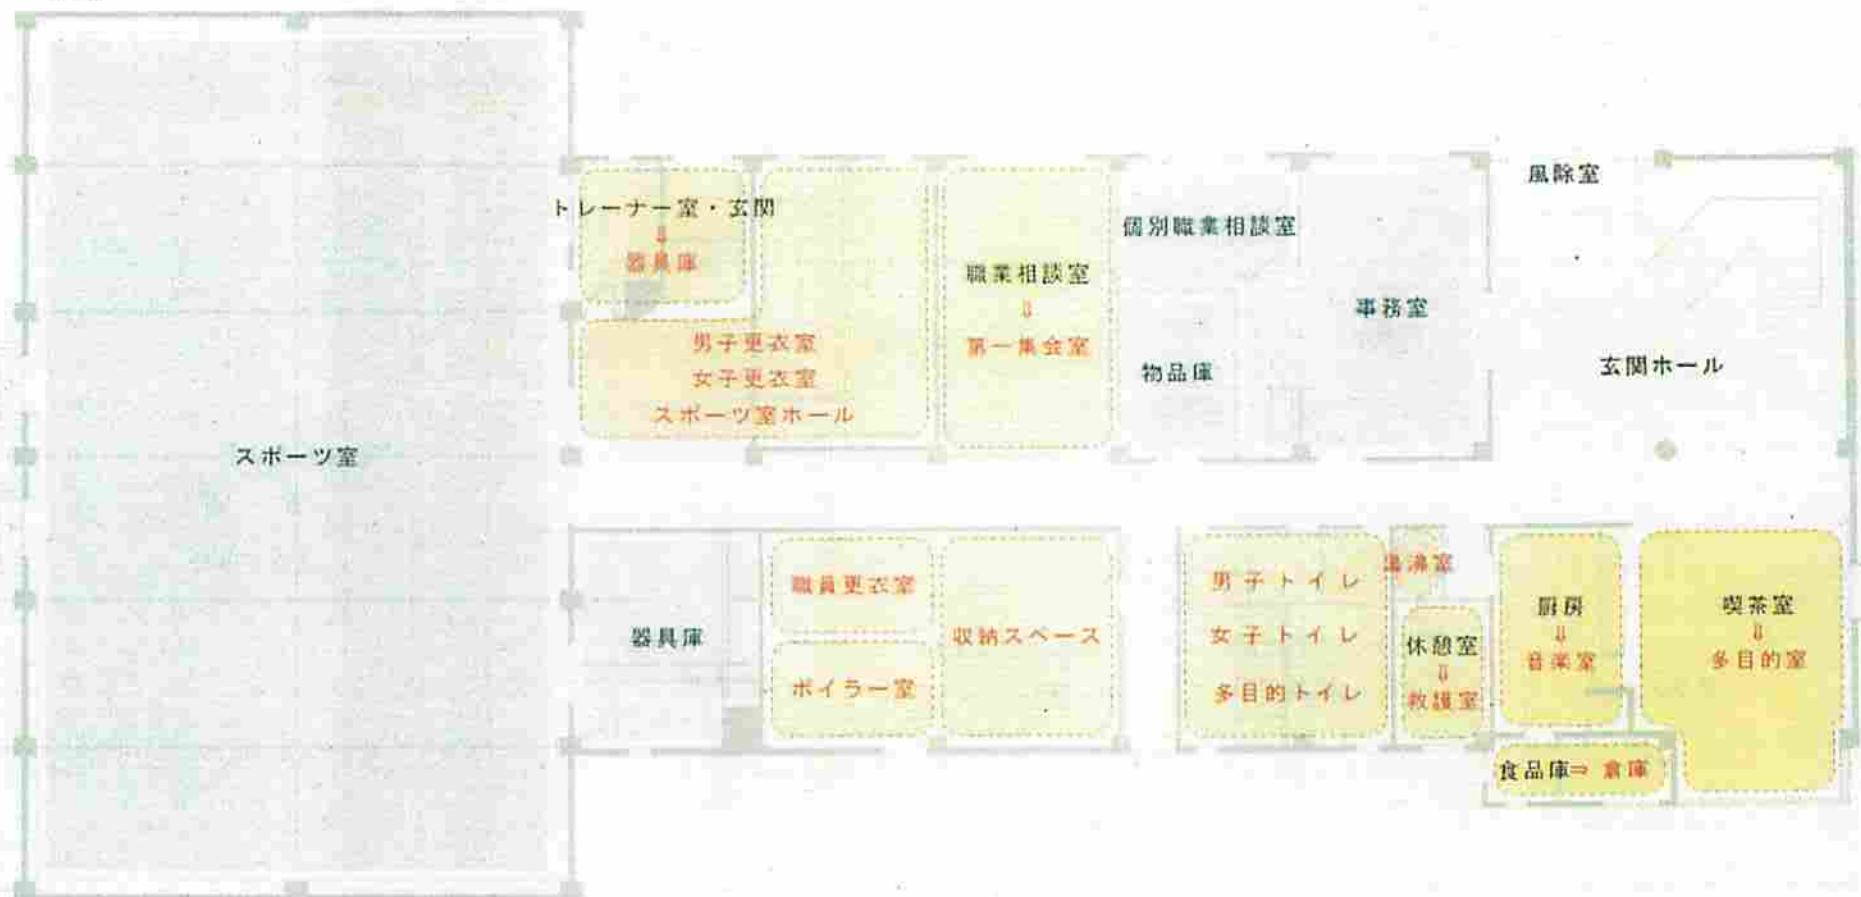 風除室
トレーナー室・玄関
⇓
器具庫
個別職業相談室
職業相談室
⇓
第一集会室
事務室
男子更衣室
女子更衣室
スポーツ室ホール
物品庫
玄関ホール
スポーツ室
器具庫
職員更衣室
ボイラー室
収納スペース
男子トイレ
女子トイレ
多目的トイレ
湯沸室
休憩室
⇓
救護室
厨房
⇓
音楽室
喫茶室
⇓
多目的室
食品庫⇒倉庫